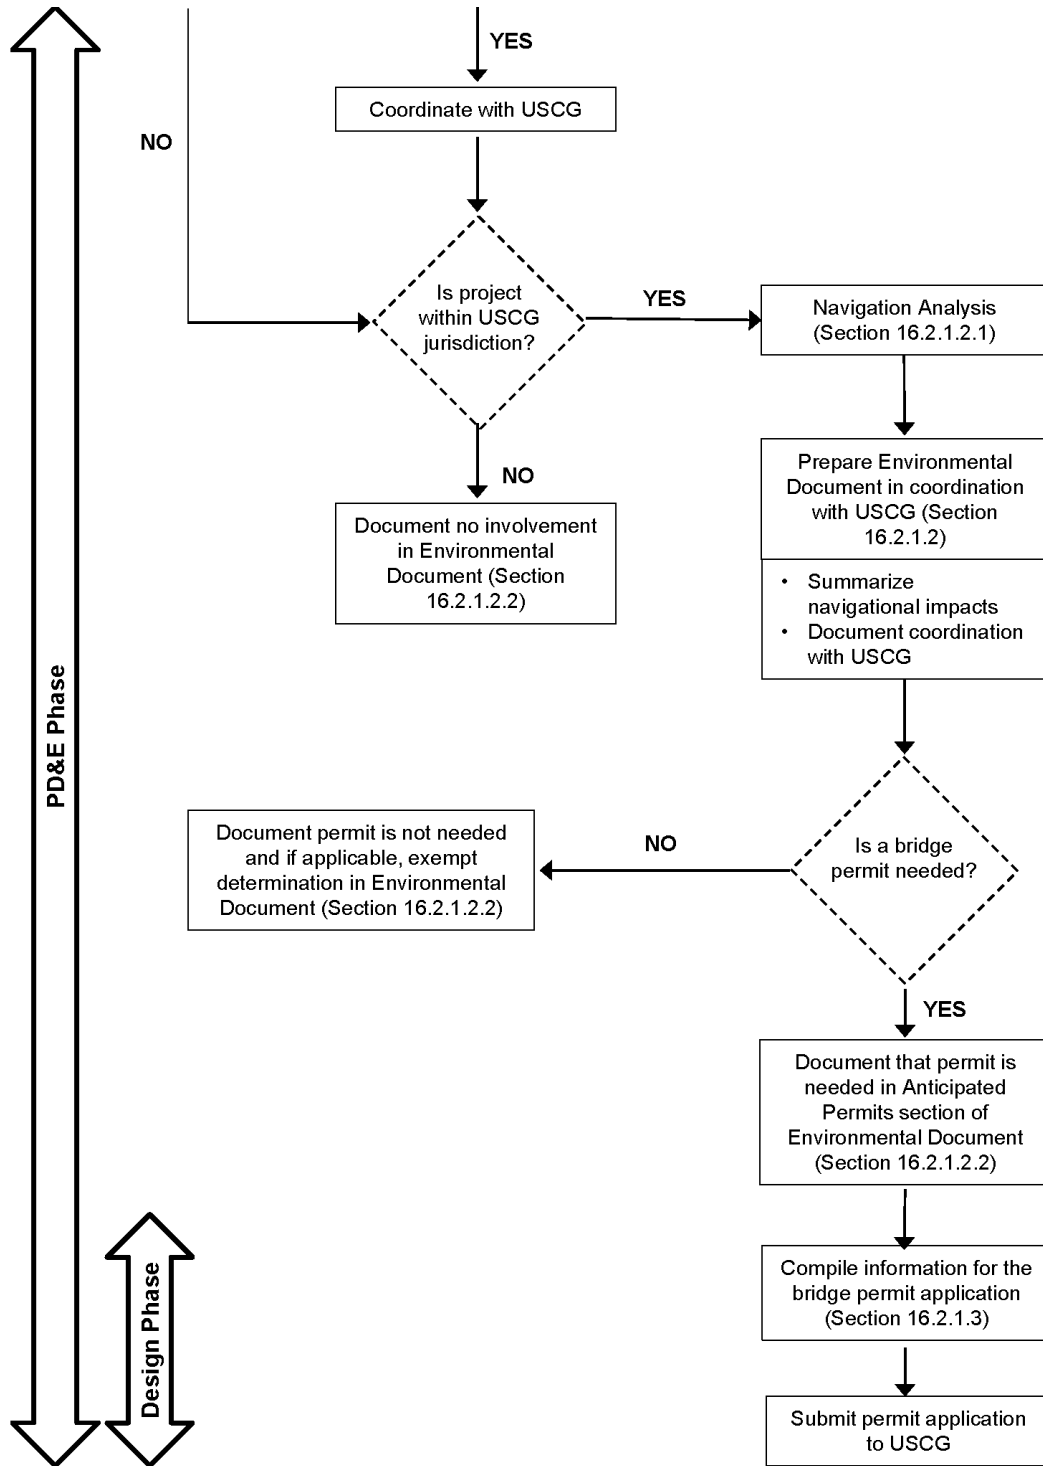 YES
Coordinate with USCG
NO
Is project
within USCG
jurisdiction?
YES
Navigation Analysis
(Section 16.2.1.2.1)
NO
Document no involvement
in Environmental
Document (Section
16.2.1.2.2)
Prepare Environmental
Document in coordination
with USCG (Section
16.2.1.2)
• Summarize
navigational impacts
• Document coordination
with USCG
PD&E Phase
Is a bridge
permit needed?
NO
Document permit is not needed
and if applicable, exempt
determination in Environmental
Document (Section 16.2.1.2.2)
YES
Document that permit is
needed in Anticipated
Permits section of
Environmental Document
(Section 16.2.1.2.2)
Design Phase
Compile information for the
bridge permit application
(Section 16.2.1.3)
Submit permit application
to USCG